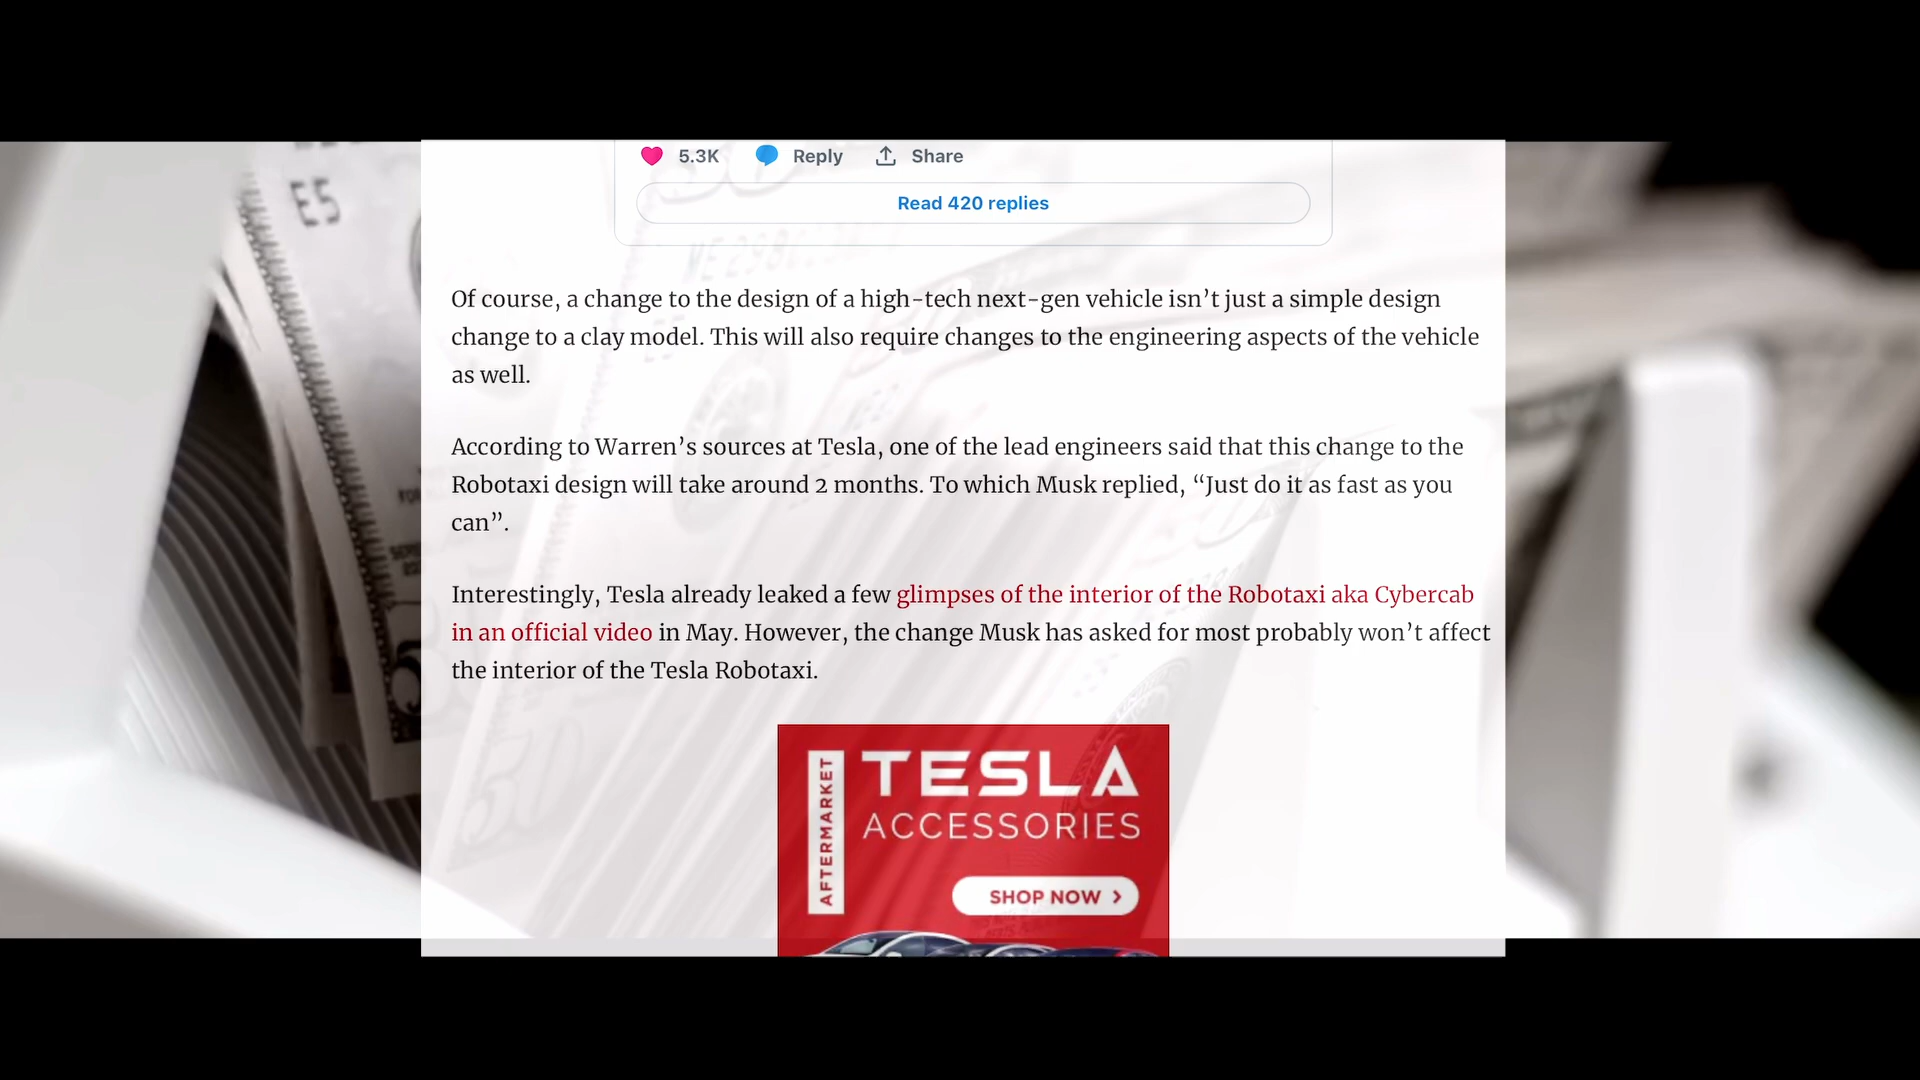 5.3K Reply Share
Read 420 replies
E5
Of course, a change to the design of a high-tech next-gen vehicle isn’t just a simple design
change to a clay model. This will also require changes to the engineering aspects of the vehicle
as well.
According to Warren’s sources at Tesla, one of the lead engineers said that this change to the
Robotaxi design will take around 2 months. To which Musk replied, “Just do it as fast as you
can”.
Interestingly, Tesla already leaked a few glimpses of the interior of the Robotaxi aka Cybercab
in an official video in May. However, the change Musk has asked for most probably won’t affect
the interior of the Tesla Robotaxi.
AFTERMARKET
TESLA
ACCESSORIES
SHOP NOW >